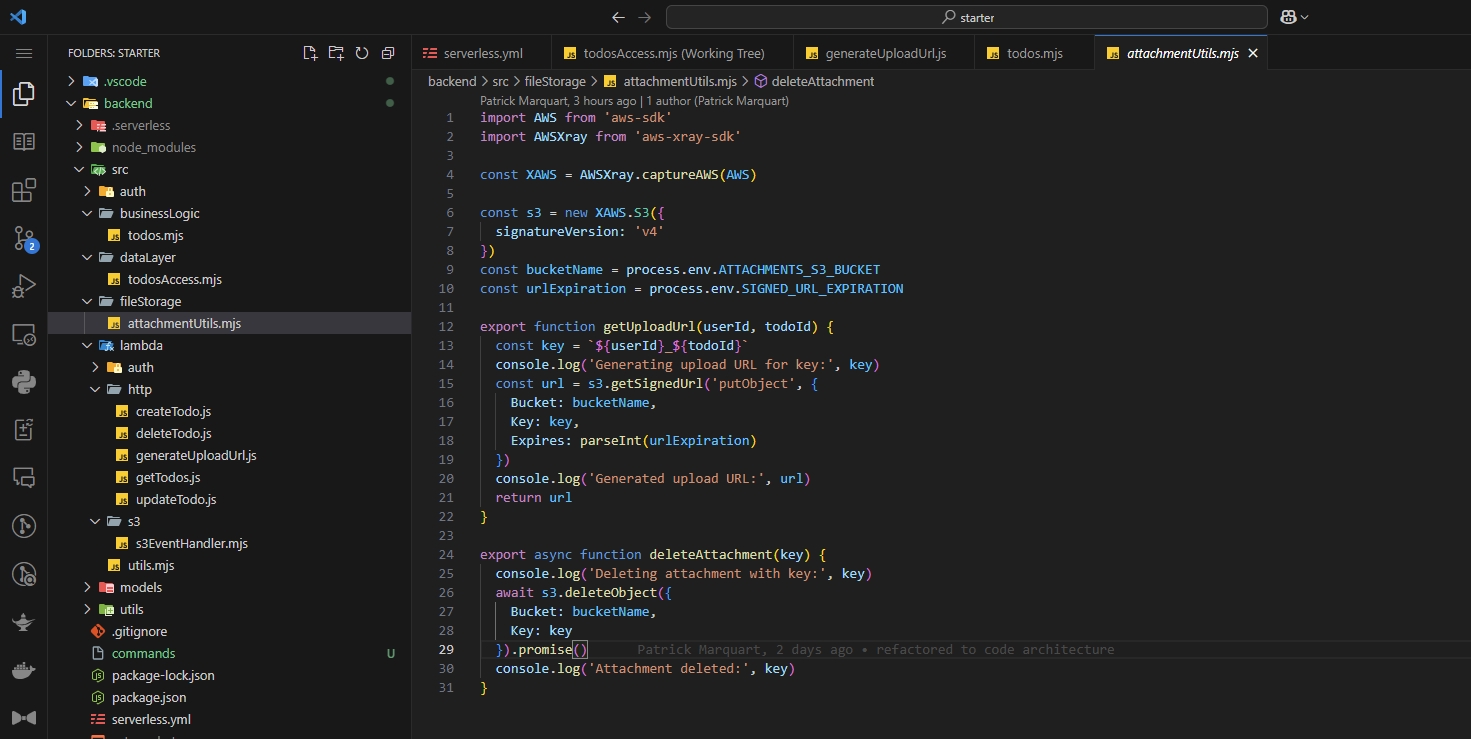 starter
FOLDERS: STARTER
.vscode
backend
.serverless
node_modules
src
auth
businessLogic
todos.mjs
dataLayer
todosAccess.mjs
fileStorage
attachmentUtils.mjs
lambda
auth
http
createTodo.js
deleteTodo.js
generateUploadUrl.js
getTodos.js
updateTodo.js
s3
s3EventHandler.mjs
utils.mjs
models
utils
.gitignore
commands U
package-lock.json
package.json
serverless.yml
2
serverless.yml todosAccess.mjs (Working Tree) generateUploadUrl.js todos.mjs attachmentUtils.mjs
backend > src > fileStorage > attachmentUtils.mjs > deleteAttachment
Patrick Marquart, 3 hours ago | 1 author (Patrick Marquart)
1 import AWS from 'aws-sdk'
2 import AWSXray from 'aws-xray-sdk'
3
4 const XAWS = AWSXray.captureAWS(AWS)
5
6 const s3 = new XAWS.S3({
7 signatureVersion: 'v4'
8 })
9 const bucketName = process.env.ATTACHMENTS_S3_BUCKET
10 const urlExpiration = process.env.SIGNED_URL_EXPIRATION
11
12 export function getUploadUrl(userId, todoId) {
13 const key = `${userId}_${todoId}`
14 console.log('Generating upload URL for key:', key)
15 const url = s3.getSignedUrl('putObject', {
16 Bucket: bucketName,
17 Key: key,
18 Expires: parseInt(urlExpiration)
19 })
20 console.log('Generated upload URL:', url)
21 return url
22 }
23
24 export async function deleteAttachment(key) {
25 console.log('Deleting attachment with key:', key)
26 await s3.deleteObject({
27 Bucket: bucketName,
28 Key: key
29 }).promise() Patrick Marquart, 2 days ago • refactored to code architecture
30 console.log('Attachment deleted:', key)
31 }